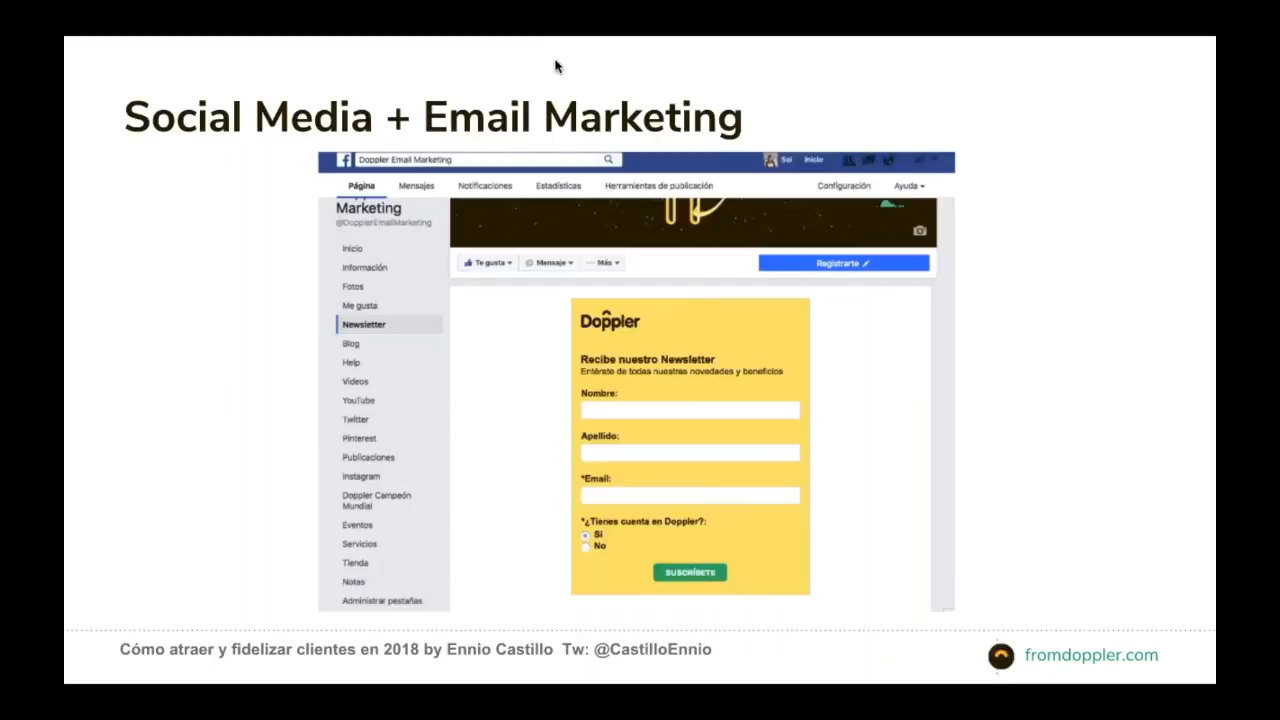 Social Media + Email Marketing
Doppler Email Marketing
Sol Inicio
Página Mensajes Notificaciones Estadísticas Herramientas de publicación Configuración Ayuda
Marketing
@DopplerEmailMarketing
Te gusta Mensaje Más Registrarte
Inicio
Información
Fotos
Me gusta
Newsletter
Blog
Help
Videos
YouTube
Twitter
Pinterest
Publicaciones
Instagram
Doppler Campeón
Mundial
Eventos
Servicios
Tienda
Notas
Administrar pestañas
Doppler
Recibe nuestro Newsletter
Entérate de todas nuestras novedades y beneficios
Nombre:
Apellido:
*Email:
*¿Tienes cuenta en Doppler?:
Si
No
SUSCRÍBETE
Cómo atraer y fidelizar clientes en 2018 by Ennio Castillo Tw: @CastilloEnnio
fromdoppler.com